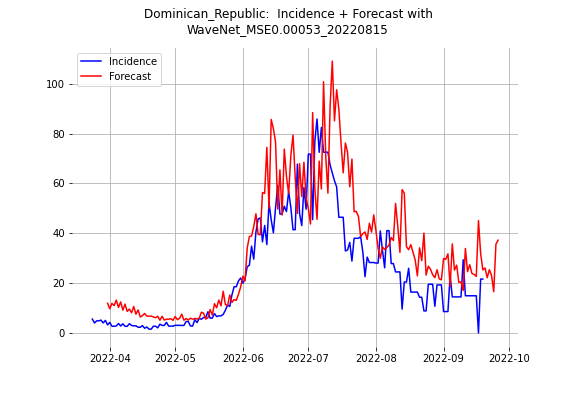 Dominican_Republic:  Incidence + Forecast with
WaveNet_MSE0.00053_20220815
Incidence
Forecast
100
80
60
40
20
0
2022-04 2022-05 2022-06 2022-07 2022-08 2022-09 2022-10